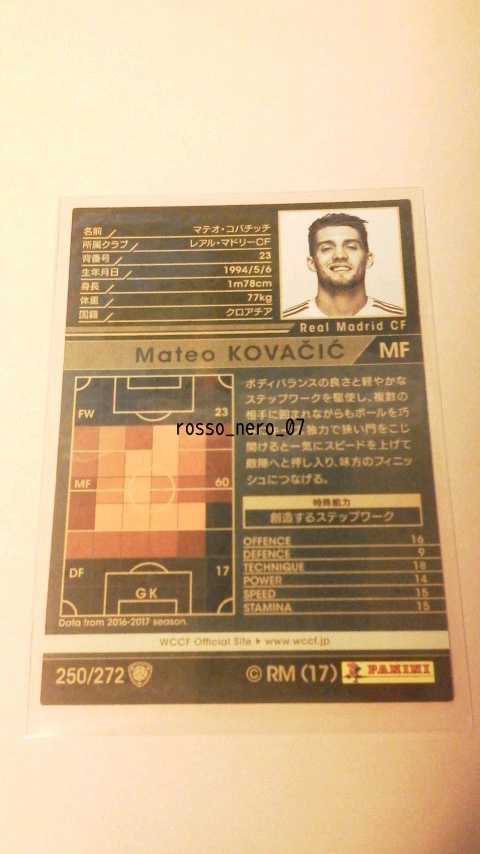 名前 マテオ・コバチッチ
所属クラブ レアル・マドリーCF
背番号 23
生年月日 1994/5/6
身長 1m78cm
体重 77kg
国籍 クロアチア
Real Madrid CF
Mateo KOVAČIĆ MF
FW 23
MF 60
DF 17
GK
Data from 2016-2017 season.
ボディバランスの良さと軽やかな
ステップワークを駆使し、複数の
相手に囲まれながらもボールを巧
独力で狭い門をこじ
開けると一気にスピードを上げて
敵陣へと押し入り、味方のフィニッ
シュにつなげる。
rosso_nero_07
特殊能力
創造するステップワーク
OFFENCE 16
DEFENCE 9
TECHNIQUE 18
POWER 14
SPEED 15
STAMINA 15
WCCF Official Site ▶ www.wccf.jp
250/272
© RM (17) PANINI